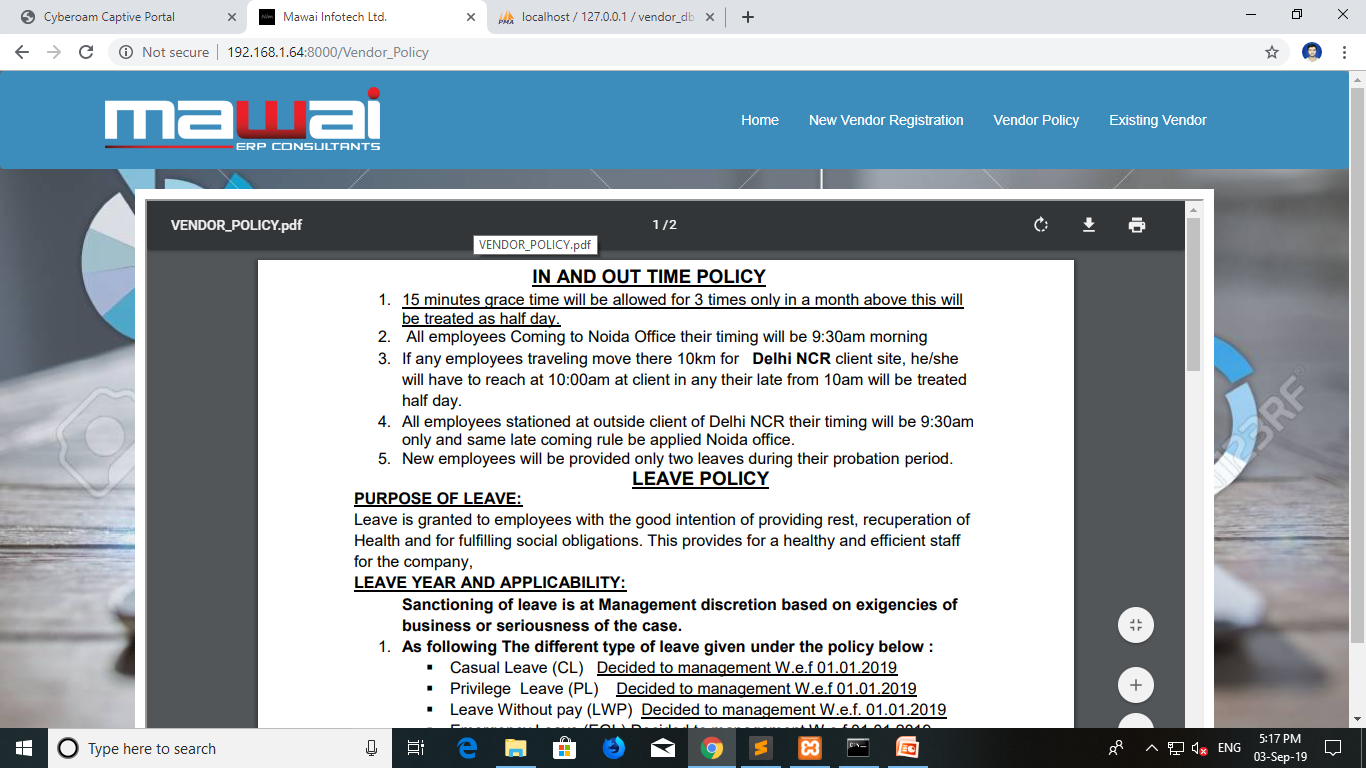 Cyberoam Captive Portal
Mawai Infotech Ltd.
localhost / 127.0.0.1 / vendor_db
Not secure
192.168.1.64:8000/Vendor_Policy
mawai
ERP CONSULTANTS
Home
New Vendor Registration
Vendor Policy
Existing Vendor
VENDOR_POLICY.pdf
1 / 2
VENDOR_POLICY.pdf
IN AND OUT TIME POLICY
1. 15 minutes grace time will be allowed for 3 times only in a month above this will
be treated as half day.
2. All employees Coming to Noida Office their timing will be 9:30am morning
3. If any employees traveling move there 10km for Delhi NCR client site, he/she
will have to reach at 10:00am at client in any their late from 10am will be treated
half day.
4. All employees stationed at outside client of Delhi NCR their timing will be 9:30am
only and same late coming rule be applied Noida office.
5. New employees will be provided only two leaves during their probation period.
LEAVE POLICY
PURPOSE OF LEAVE:
Leave is granted to employees with the good intention of providing rest, recuperation of
Health and for fulfilling social obligations. This provides for a healthy and efficient staff
for the company,
LEAVE YEAR AND APPLICABILITY:
Sanctioning of leave is at Management discretion based on exigencies of
business or seriousness of the case.
1. As following The different type of leave given under the policy below :
▪ Casual Leave (CL) Decided to management W.e.f 01.01.2019
▪ Privilege Leave (PL) Decided to management W.e.f 01.01.2019
▪ Leave Without pay (LWP) Decided to management W.e.f. 01.01.2019
Type here to search
ENG
5:17 PM
03-Sep-19